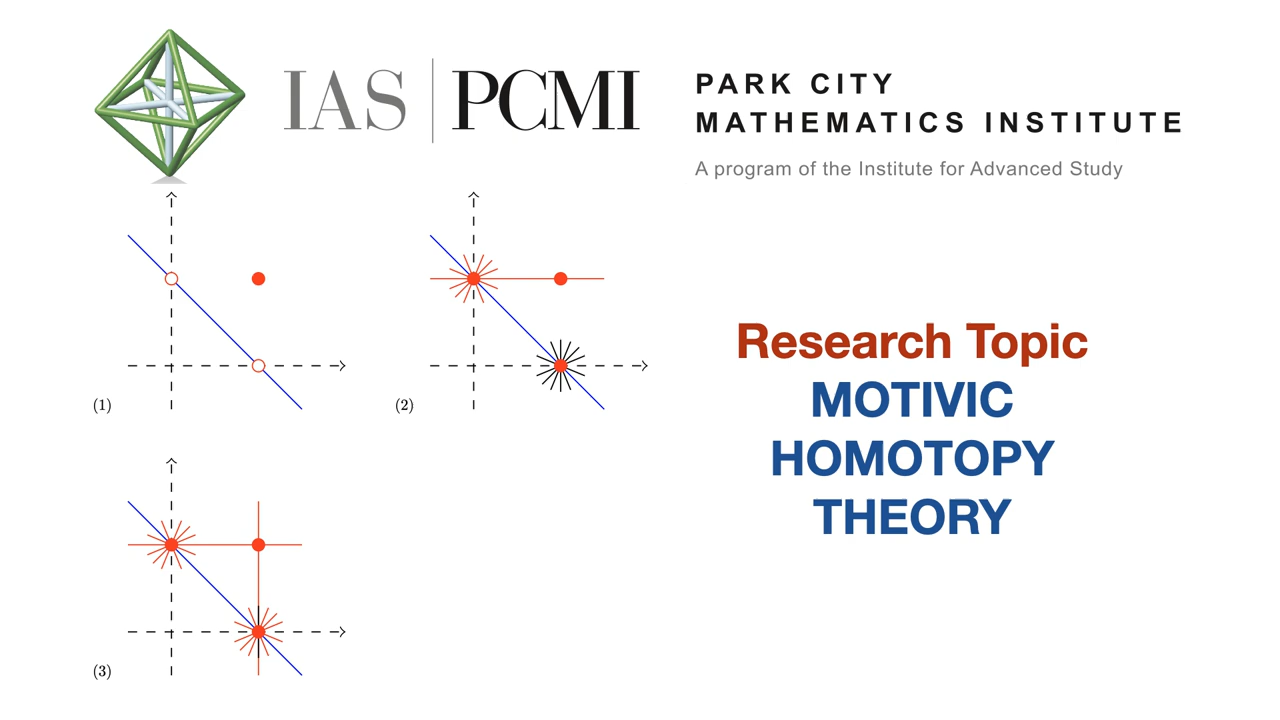 IAS | PCMI
PARK CITY
MATHEMATICS INSTITUTE
A program of the Institute for Advanced Study
(1)
(2)
(3)
Research Topic
MOTIVIC
HOMOTOPY
THEORY